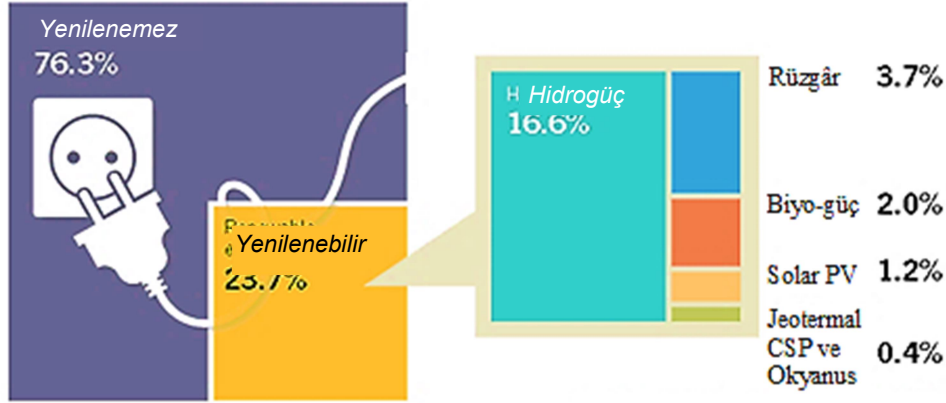 Yenilenemez
76.3%
Yenilenebilir
23.7%
H Hidrogüç
16.6%
Rüzgâr 3.7%
Biyo-güç 2.0%
Solar PV 1.2%
Jeotermal
CSP ve 0.4%
Okyanus